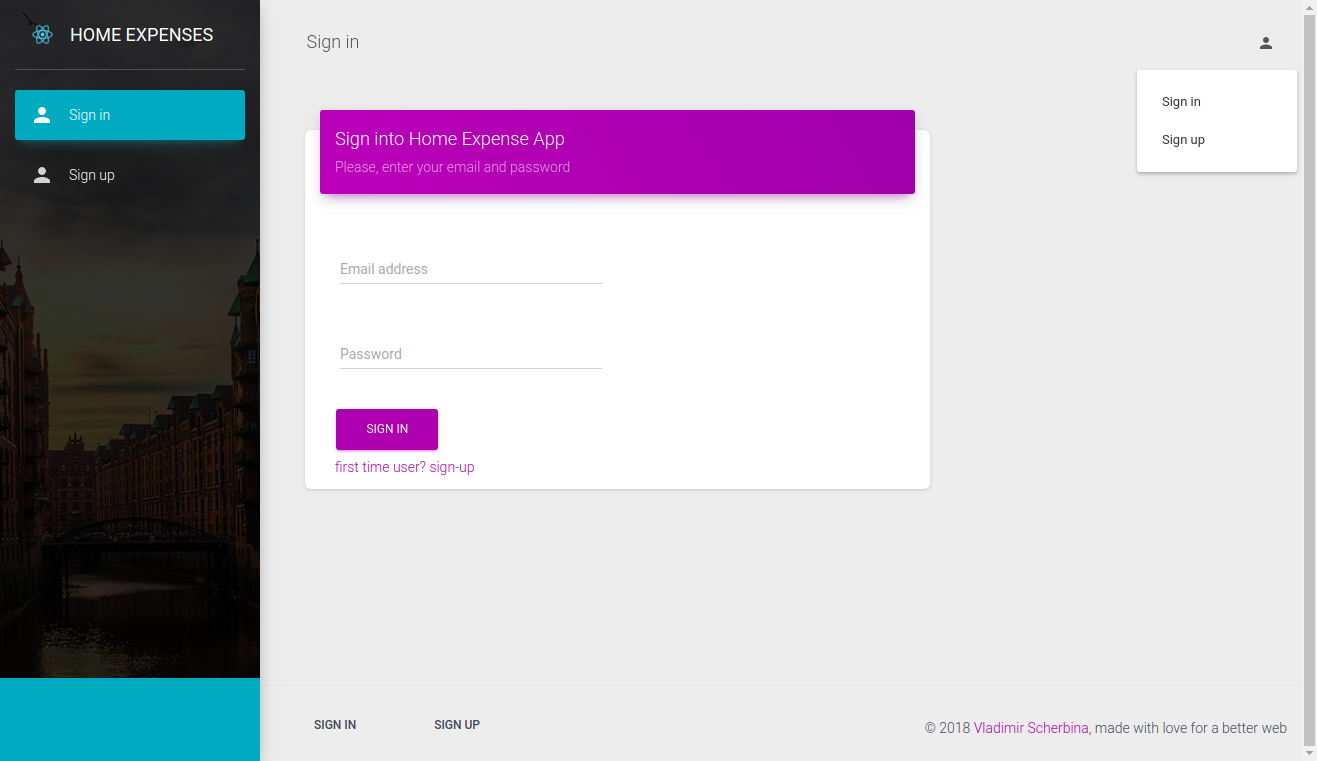 HOME EXPENSES
Sign in
Sign up
Sign in
Sign in
Sign up
Sign into Home Expense App
Please, enter your email and password
Email address
Password
SIGN IN
first time user? sign-up
SIGN IN
SIGN UP
© 2018 Vladimir Scherbina, made with love for a better web